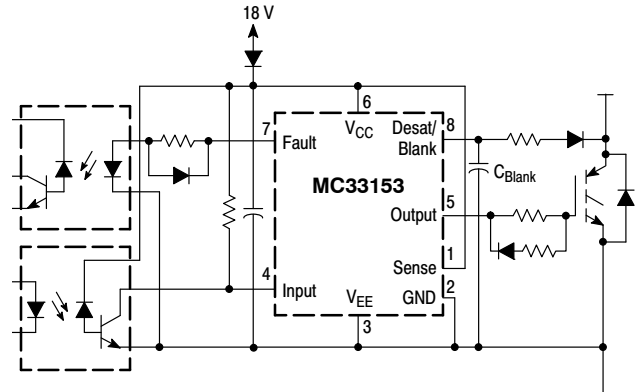 18 V
6
VCC
Desat/
Blank
8
7
Fault
CBlank
MC33153
5
Output
1
Sense
4
Input
VEE
GND
2
3